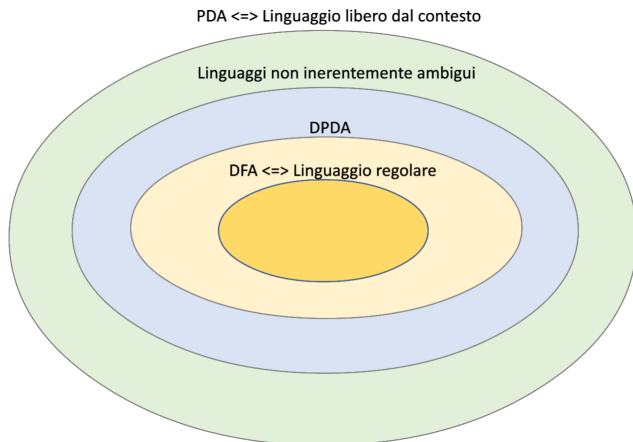 PDA <=> Linguaggio libero dal contesto
Linguaggi non inerentemente ambigui
DPDA
DFA <=> Linguaggio regolare